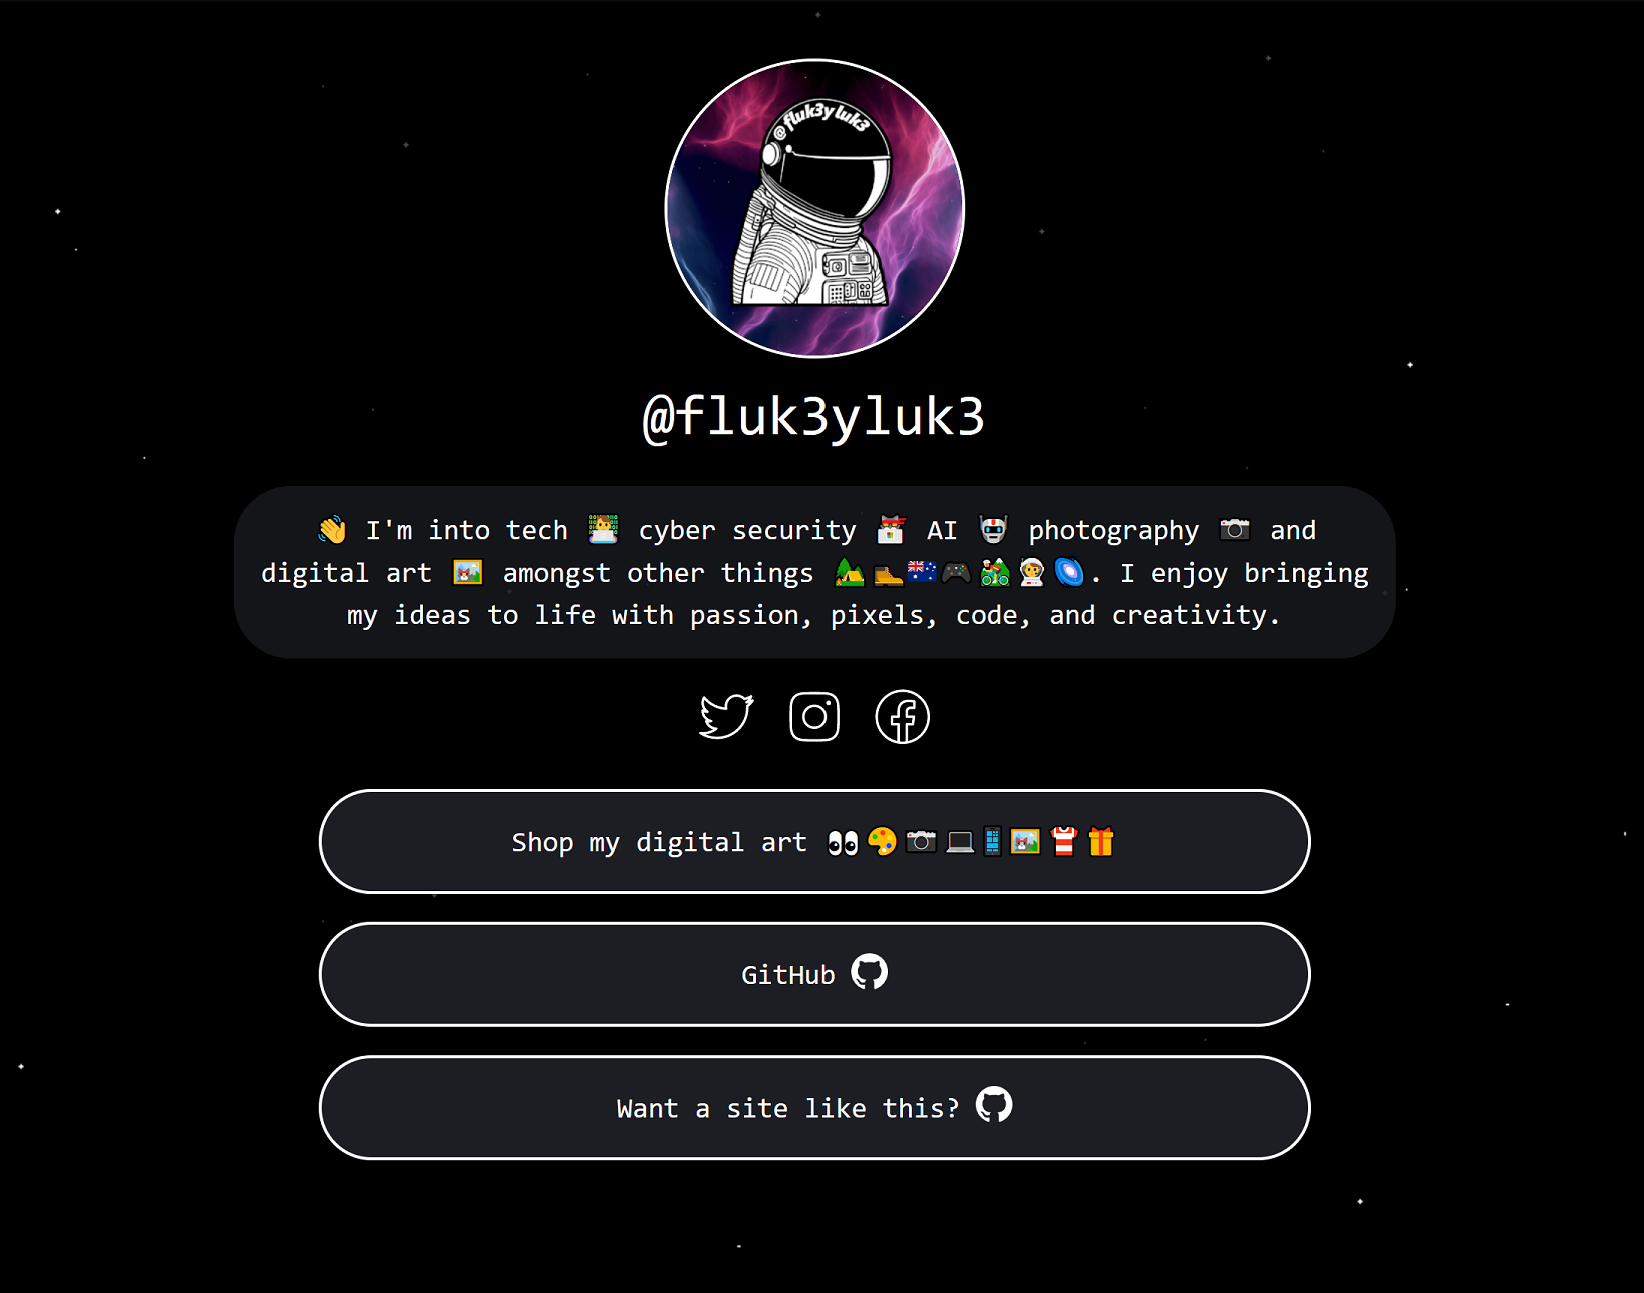 @fluk3yluk3
@fluk3yluk3
👋 I'm into tech 👨‍💻 cyber security 🐱‍👤 AI 🤖 photography 📷 and
digital art 🖼️ amongst other things 🏕️🥾🇦🇺🎮🚵👨‍🚀🌌. I enjoy bringing
my ideas to life with passion, pixels, code, and creativity.
Shop my digital art 👀🎨📷💻📱🖼️👕🎁
GitHub
Want a site like this?